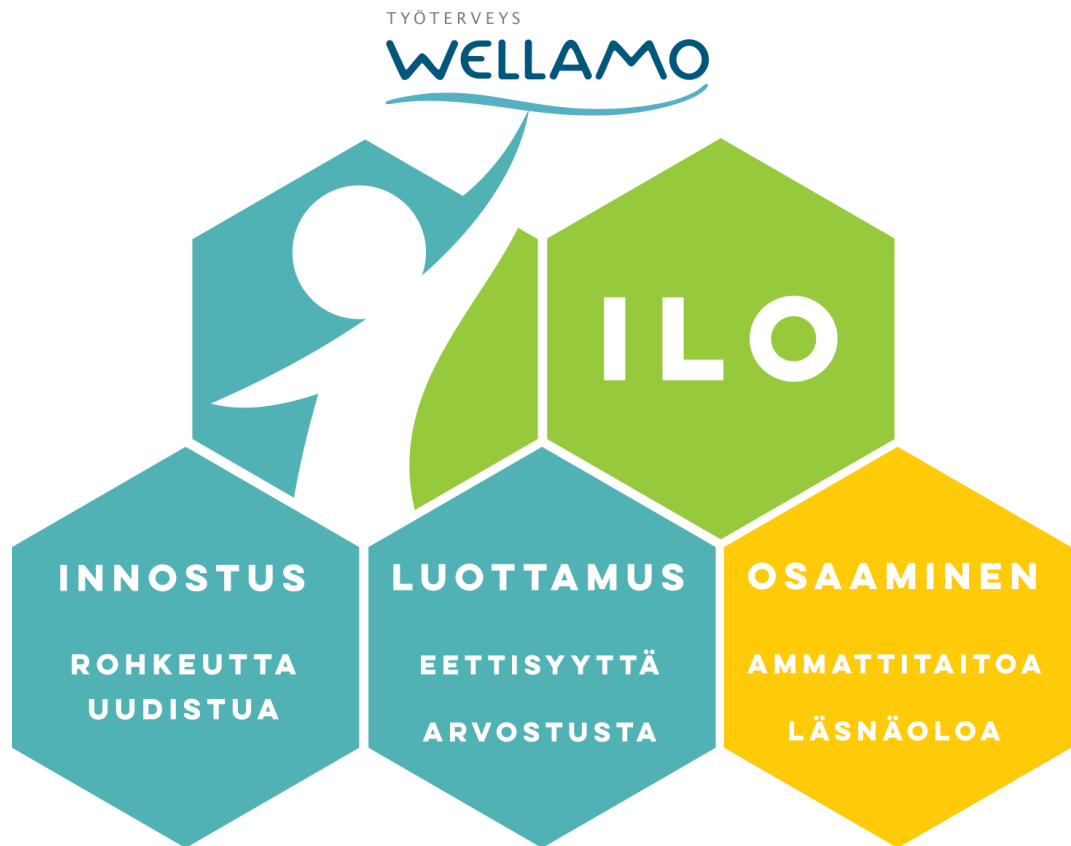 TYÖTERVEYS
WELLAMO
ILO
INNOSTUS
ROHKEUTTA
UUDISTUA
LUOTTAMUS
EETTISYYTTÄ
ARVOSTUSTA
OSAAMINEN
AMMATTITAITOA
LÄSNÄOLOA